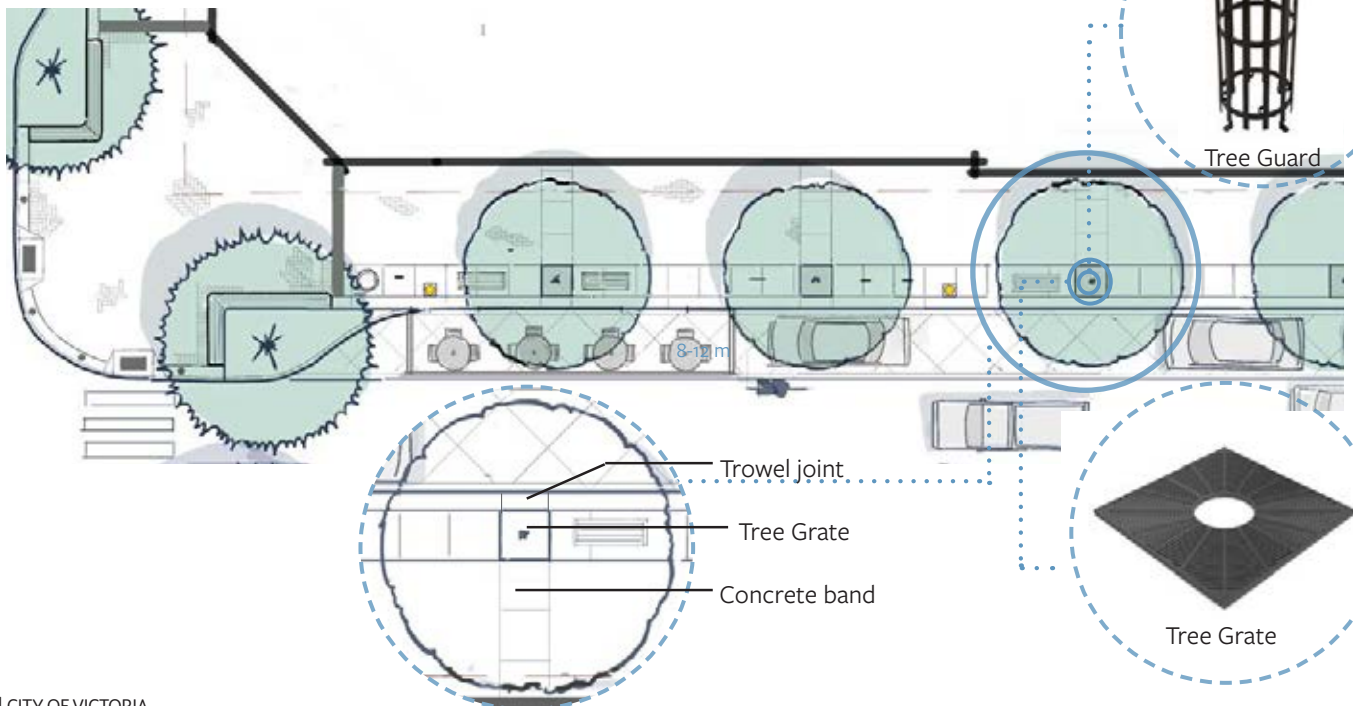 Tree Guard
8-12 m
Trowel joint
Tree Grate
Concrete band
Tree Grate
CITY OF VICTORIA